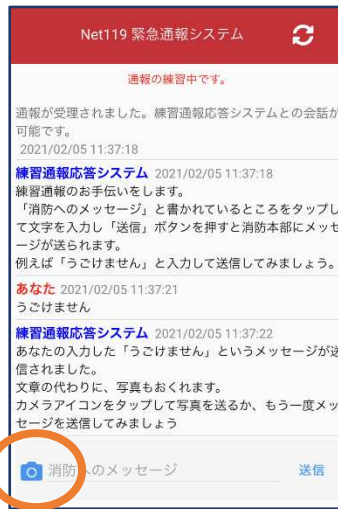 Net119 緊急通報システム
通報の練習中です。
通報が受理されました。練習通報応答システムとの会話が
可能です。
2021/02/05 11:37:18
練習通報応答システム 2021/02/05 11:37:18
練習通報のお手伝いをします。
「消防へのメッセージ」と書かれているところをタップし
て文字を入力し「送信」ボタンを押すと消防本部にメッセ
ージが送られます。
例えば「うごけません」と入力して送信してみましょう。
あなた 2021/02/05 11:37:21
うごけません
練習通報応答システム 2021/02/05 11:37:22
あなたの入力した「うごけません」というメッセージが送
信されました。
文章の代わりに、写真もおくれます。
カメラアイコンをタップして写真を送るか、もう一度メッ
セージを送信してみましょう
消防へのメッセージ 送信